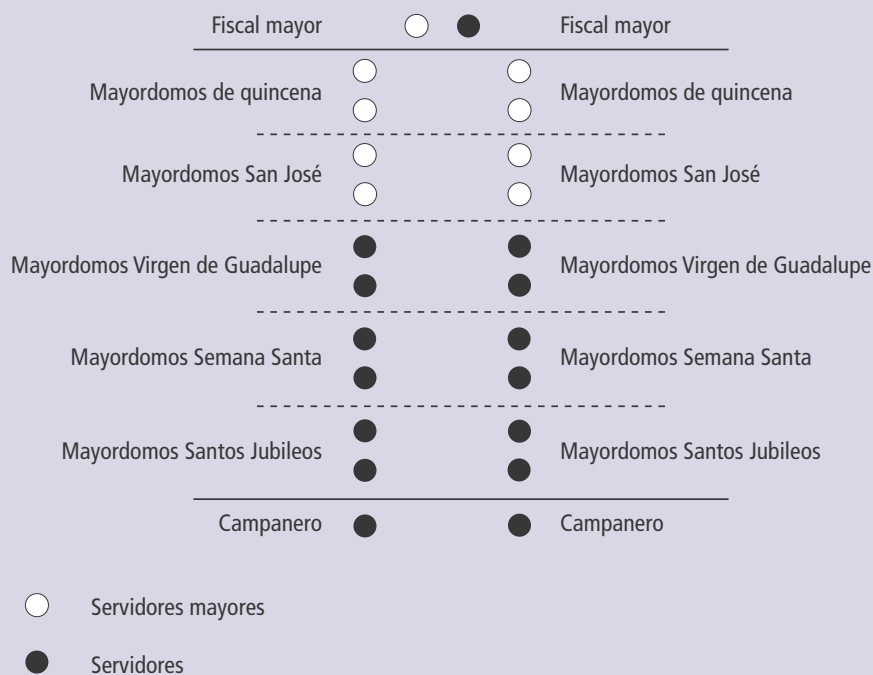 Fiscal mayor Fiscal mayor
Mayordomos de quincena Mayordomos de quincena
Mayordomos San José Mayordomos San José
Mayordomos Virgen de Guadalupe Mayordomos Virgen de Guadalupe
Mayordomos Semana Santa Mayordomos Semana Santa
Mayordomos Santos Jubileos Mayordomos Santos Jubileos
Campanero Campanero
Servidores mayores
Servidores